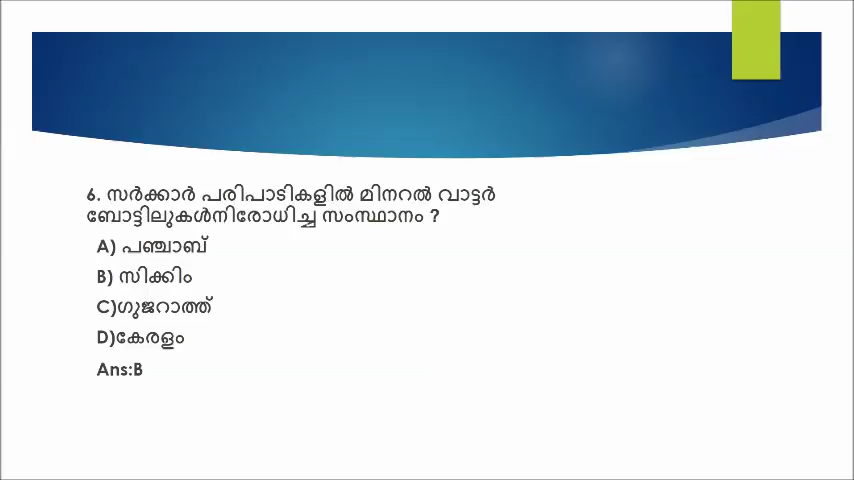 6. സർക്കാർ പരിപാടികളിൽ മിനറൽ വാട്ടർ
ബോട്ടിലുകൾനിരോധിച്ച സംസ്ഥാനം ?
A) പഞ്ചാബ്
B) സിക്കിം
C)ഗുജറാത്ത്
D)കേരളം
Ans:B